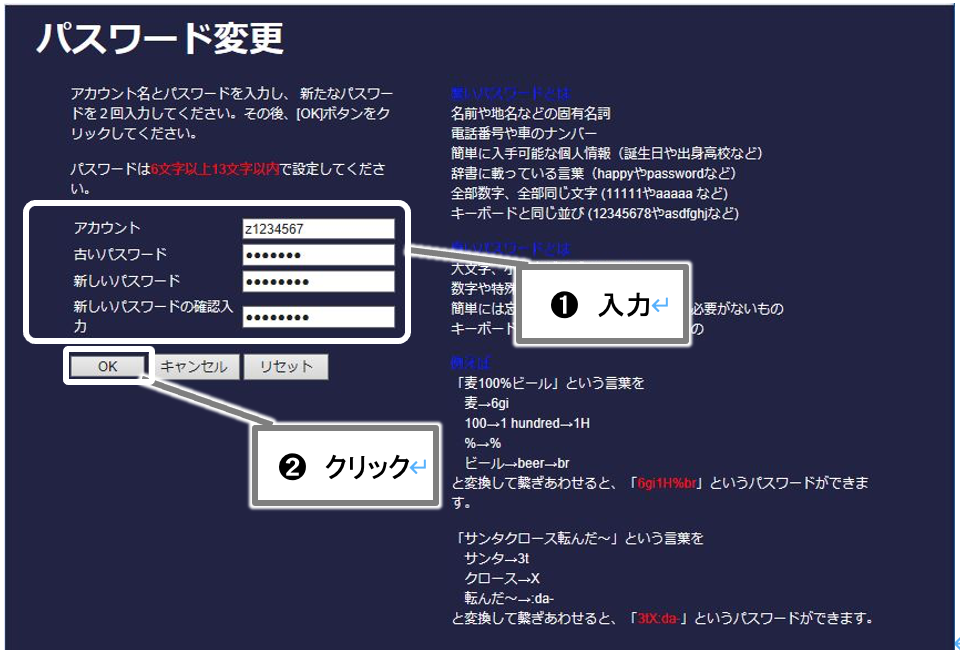 パスワード変更
アカウント名とパスワードを入力し、 新たなパスワー
ドを２回入力してください。その後、[OK]ボタンをク
リックしてください。
パスワードは6文字以上13文字以内で設定してくださ
い。
アカウント z1234567
古いパスワード ●●●●●●●
新しいパスワード ●●●●●●●●
新しいパスワードの確認入
力 ●●●●●●●●
OK キャンセル リセット
❶ 入力↵
❷ クリック↵
悪いパスワードとは
名前や地名などの固有名詞
電話番号や車のナンバー
簡単に入手可能な個人情報（誕生日や出身高校など）
辞書に載っている言葉（happyやpasswordなど）
全部数字、全部同じ文字 (11111やaaaaa など)
キーボードと同じ並び (12345678やasdfghjなど)
パスワードとは
大文字、
数字や特殊
簡単には 必要がないもの
キーボード の
例えば
「麦100%ビール」という言葉を
麦→6gi
100→1 hundred→1H
%→%
ビール→beer→br
と変換して繋ぎあわせると、「6gi1H%br」というパスワードができま
す。
「サンタクロース転んだ～」という言葉を
サンタ→3t
クロース→X
転んだ～→:da-
と変換して繋ぎあわせると、「3tX:da-」というパスワードができます。